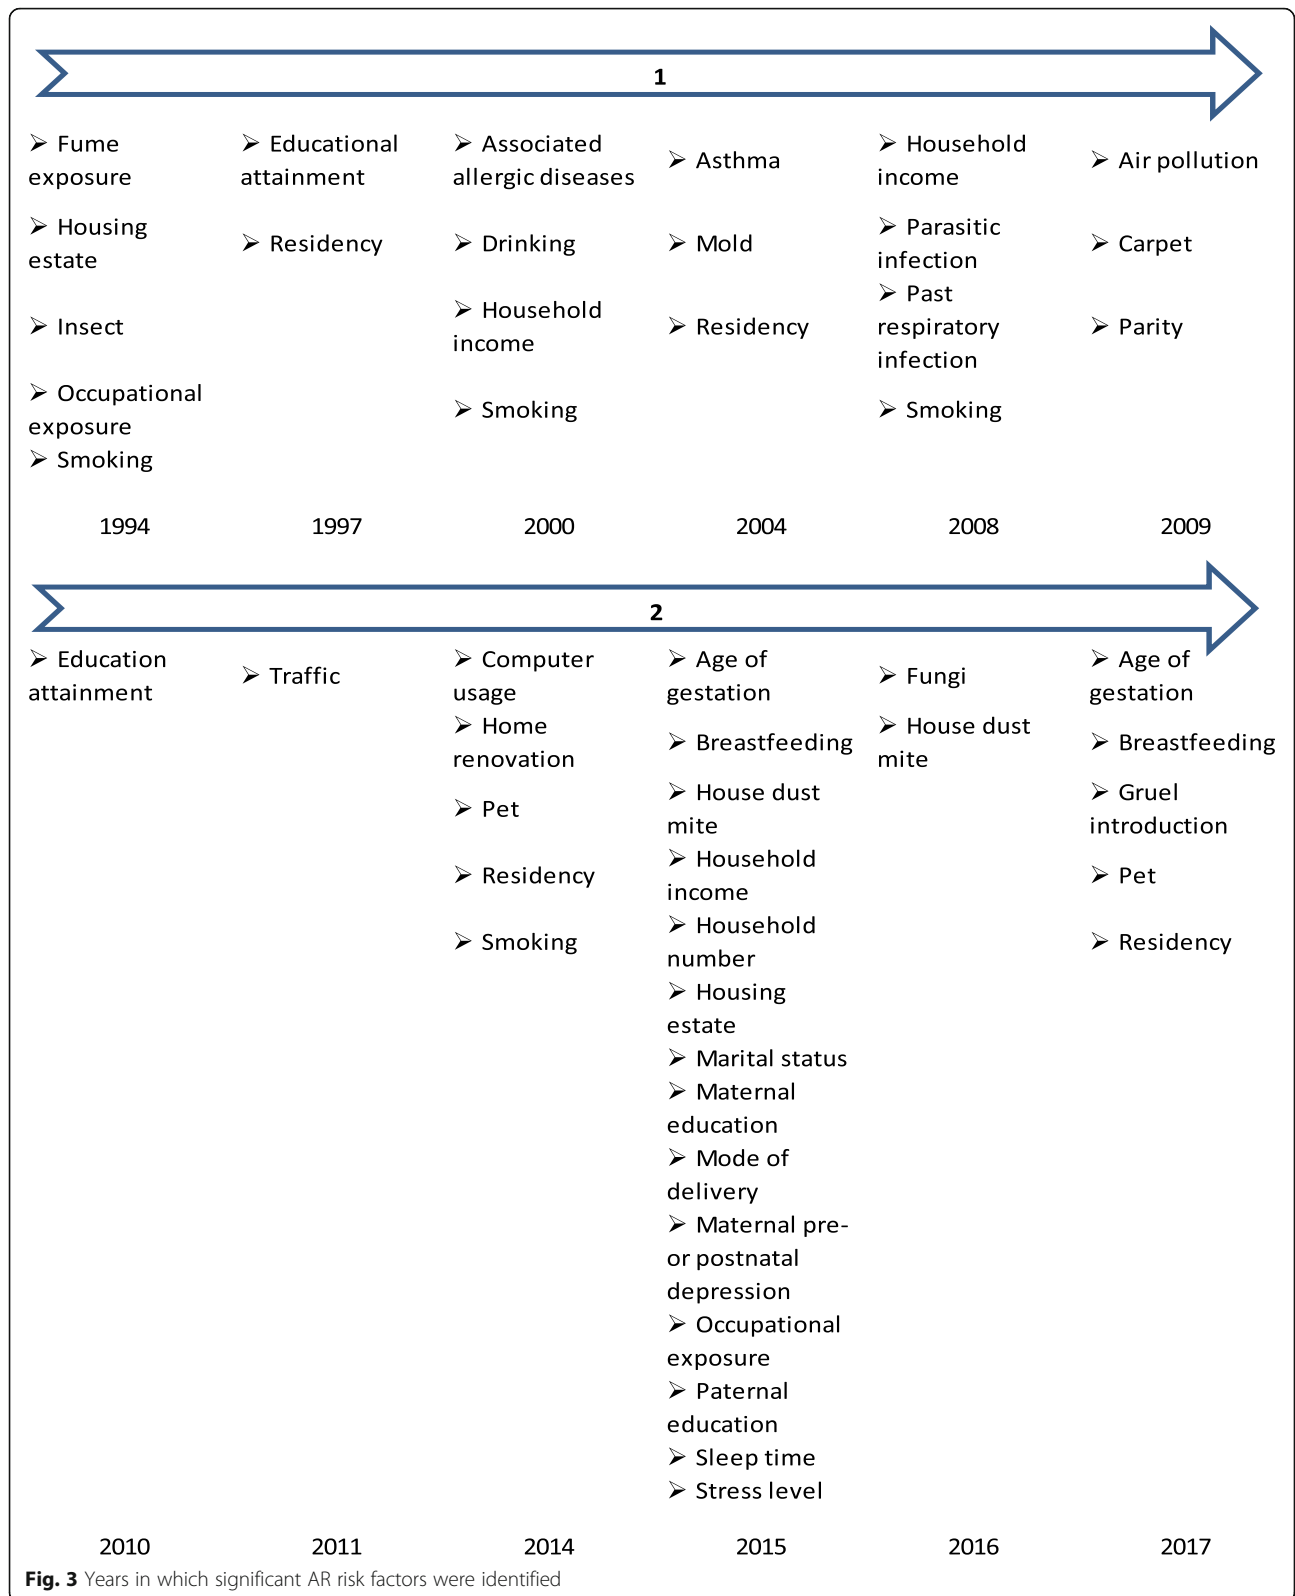 1
➢ Fume
exposure
➢ Housing
estate
➢ Insect
➢ Occupational
exposure
➢ Smoking
1994
➢ Educational
attainment
➢ Residency
1997
➢ Associated
allergic diseases
➢ Drinking
➢ Household
income
➢ Smoking
2000
➢ Asthma
➢ Mold
➢ Residency
2004
➢ Household
income
➢ Parasitic
infection
➢ Past
respiratory
infection
➢ Smoking
2008
➢ Air pollution
➢ Carpet
➢ Parity
2009
2
➢ Education
attainment
2010
➢ Traffic
2011
➢ Computer
usage
➢ Home
renovation
➢ Pet
➢ Residency
➢ Smoking
2014
➢ Age of
gestation
➢ Breastfeeding
➢ House dust
mite
➢ Household
income
➢ Household
number
➢ Housing
estate
➢ Marital status
➢ Maternal
education
➢ Mode of
delivery
➢ Maternal pre-
or postnatal
depression
➢ Occupational
exposure
➢ Paternal
education
➢ Sleep time
➢ Stress level
2015
➢ Fungi
➢ House dust
mite
2016
➢ Age of
gestation
➢ Breastfeeding
➢ Gruel
introduction
➢ Pet
➢ Residency
2017
Fig. 3 Years in which significant AR risk factors were identified